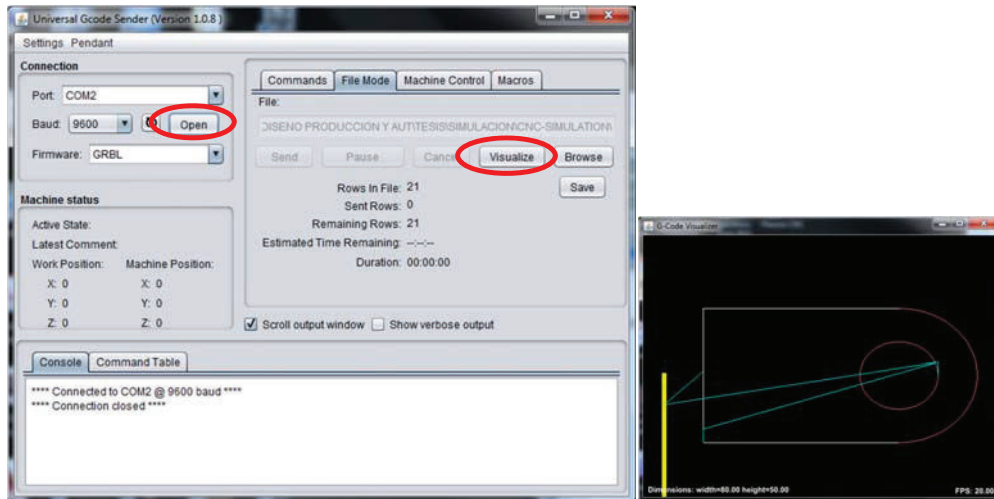 Universal Gcode Sender (Version 1.0.8 )
Settings Pendant
Connection
Port: COM2
Baud: 9600 Open
Firmware: GRBL
Machine status
Active State:
Latest Comment:
Work Position: Machine Position:
X: 0 X: 0
Y: 0 Y: 0
Z: 0 Z: 0
Commands File Mode Machine Control Macros
File:
DISENO PRODUCCION Y AUT\TESIS\SIMULACION\CNC-SIMULATION\
Send Pause Cance Visualize Browse
Save
Rows In File: 21
Sent Rows: 0
Remaining Rows: 21
Estimated Time Remaining: --:--:--
Duration: 00:00:00
Scroll output window Show verbose output
Console Command Table
**** Connected to COM2 @ 9600 baud ****
**** Connection closed ****
G-Code Visualizer
Dimensions: width=80.00 height=50.00
FPS: 20.00